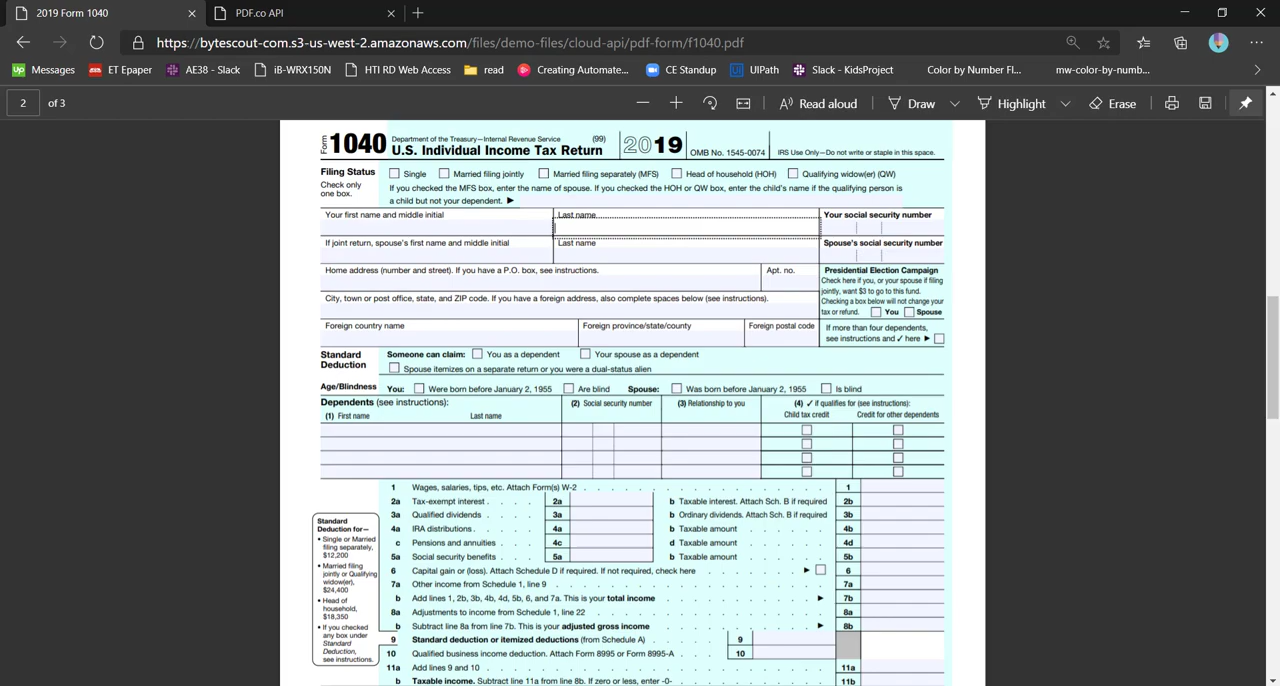 2019 Form 1040
PDF.co API
https://bytescout-com.s3-us-west-2.amazonaws.com/files/demo-files/cloud-api/pdf-form/f1040.pdf
Up Messages ET Epaper AE38 - Slack iB-WRX150N HTI RD Web Access read Creating Automate... CE Standup Ui UIPath Slack - KidsProject Color by Number Fl... mw-color-by-numb...
2 of 3 Read aloud Draw Highlight Erase
Form 1040 Department of the Treasury—Internal Revenue Service (99)
U.S. Individual Income Tax Return 2019 OMB No. 1545-0074 IRS Use Only—Do not write or staple in this space.
Filing Status Single Married filing jointly Married filing separately (MFS) Head of household (HOH) Qualifying widow(er) (QW)
Check only one box.
If you checked the MFS box, enter the name of spouse. If you checked the HOH or QW box, enter the child's name if the qualifying person is
a child but not your dependent. ▶
Your first name and middle initial Last name Your social security number
If joint return, spouse's first name and middle initial Last name Spouse's social security number
Home address (number and street). If you have a P.O. box, see instructions. Apt. no.
Presidential Election Campaign
Check here if you, or your spouse if filing
jointly, want $3 to go to this fund.
Checking a box below will not change your
tax or refund. You Spouse
City, town or post office, state, and ZIP code. If you have a foreign address, also complete spaces below (see instructions).
Foreign country name Foreign province/state/county Foreign postal code
If more than four dependents,
see instructions and ✓ here ▶
Standard
Deduction
Someone can claim: You as a dependent Your spouse as a dependent
Spouse itemizes on a separate return or you were a dual-status alien
Age/Blindness You: Were born before January 2, 1955 Are blind Spouse: Was born before January 2, 1955 Is blind
Dependents (see instructions): (2) Social security number (3) Relationship to you (4) ✓ if qualifies for (see instructions):
(1) First name Last name Child tax credit Credit for other dependents
1 Wages, salaries, tips, etc. Attach Form(s) W-2 . . . . . . . . . . . . 1
2a Tax-exempt interest . . . . 2a b Taxable interest. Attach Sch. B if required 2b
3a Qualified dividends . . . . 3a b Ordinary dividends. Attach Sch. B if required 3b
4a IRA distributions . . . . 4a b Taxable amount . . . . . . 4b
c Pensions and annuities . . . 4c d Taxable amount . . . . . . 4d
5a Social security benefits . . . 5a b Taxable amount . . . . . . 5b
6 Capital gain or (loss). Attach Schedule D if required. If not required, check here . . . . . ▶ 6
7a Other income from Schedule 1, line 9 . . . . . . . . . . . . . . 7a
b Add lines 1, 2b, 3b, 4b, 4d, 5b, 6, and 7a. This is your total income . . . . . . . . ▶ 7b
8a Adjustments to income from Schedule 1, line 22 . . . . . . . . . . . 8a
b Subtract line 8a from line 7b. This is your adjusted gross income . . . . . . . . ▶ 8b
9 Standard deduction or itemized deductions (from Schedule A) . . . . 9
10 Qualified business income deduction. Attach Form 8995 or Form 8995-A . . . 10
11a Add lines 9 and 10 . . . . . . . . . . . . . . . . . 11a
b Taxable income. Subtract line 11a from line 8b. If zero or less, enter -0- . . . . . . . 11b
Standard
Deduction for—
• Single or Married
filing separately,
$12,200
• Married filing
jointly or Qualifying
widow(er),
$24,400
• Head of
household,
$18,350
• If you checked
any box under
Standard
Deduction,
see instructions.